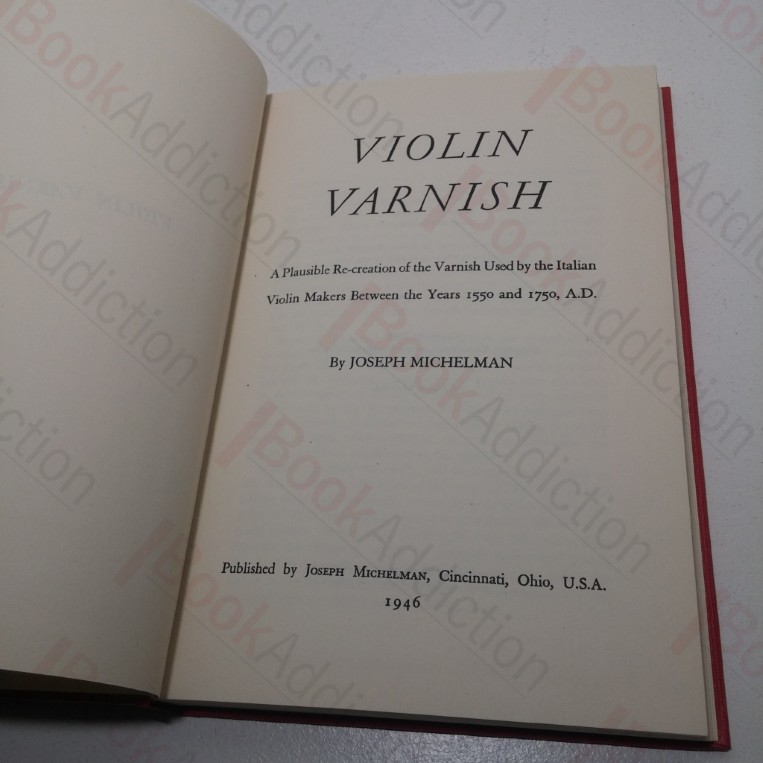 VIOLIN
VARNISH
A Plausible Re-creation of the Varnish Used by the Italian
Violin Makers Between the Years 1550 and 1750, A.D.
By JOSEPH MICHELMAN
Published by JOSEPH MICHELMAN, Cincinnati, Ohio, U.S.A.
1946
BookAddiction